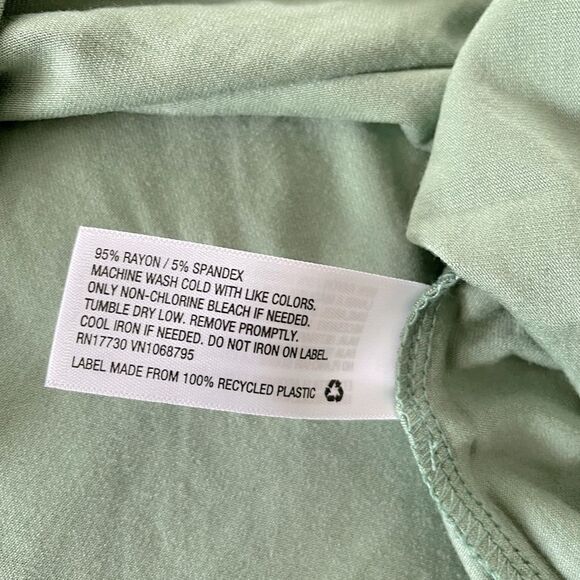 95% RAYON / 5% SPANDEX
MACHINE WASH COLD WITH LIKE COLORS.
ONLY NON-CHLORINE BLEACH IF NEEDED.
TUMBLE DRY LOW. REMOVE PROMPTLY.
COOL IRON IF NEEDED. DO NOT IRON ON LABEL
RN17730 VN1068795
LABEL MADE FROM 100% RECYCLED PLASTIC